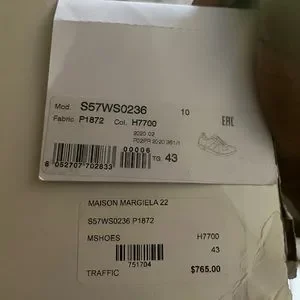 Mod. S57WS0236 10
Fabric P1872 Col. H7700
2020 02
EAC
00006
TG. 43
8 052707 702833
MAISON MARGIELA 22
S57WS0236 P1872
MSHOES H7700
43
751704
TRAFFIC $765.00